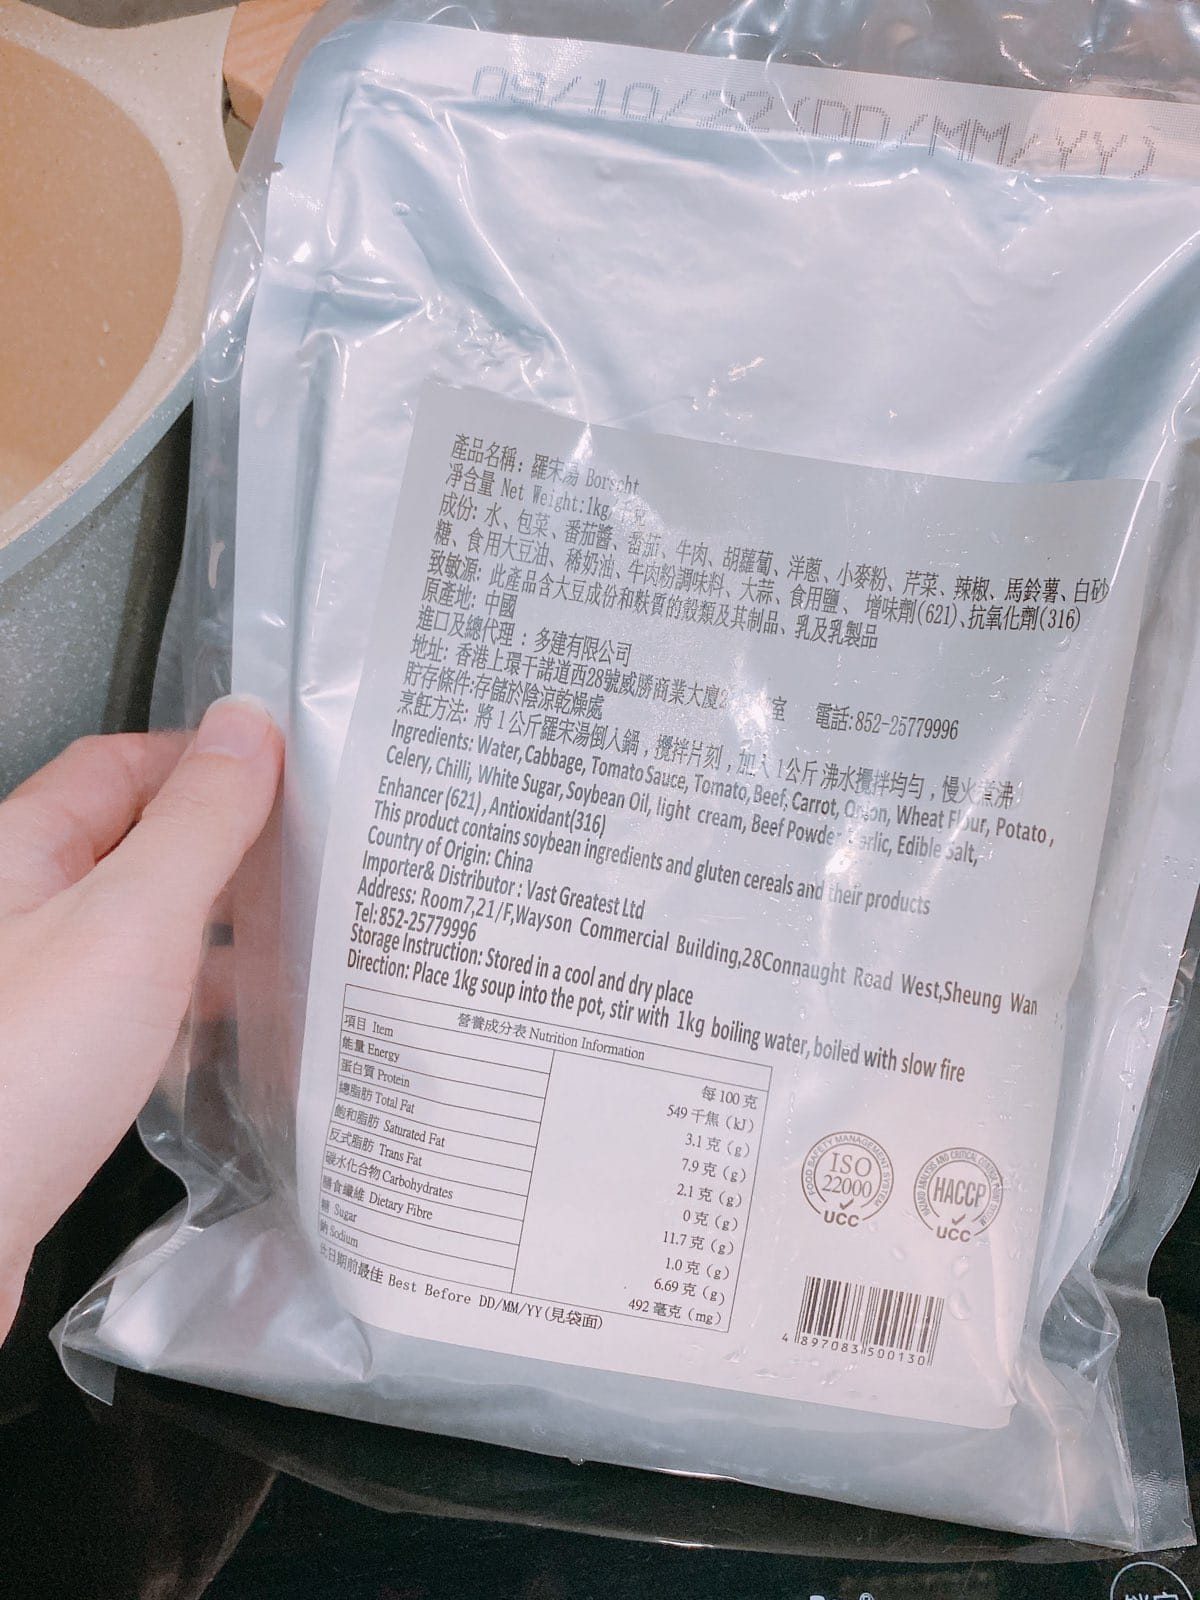 09/10/22(DD/MM/YY)
產品名稱: 羅宋湯 Borscht
淨含量 Net Weight:1kg 克
成份: 水、包菜、番茄醬、番茄、牛肉、胡蘿蔔、洋蔥、小麥粉、芹菜、辣椒、馬鈴薯、白砂
糖、食用大豆油、稀奶油、牛肉粉調味料、大蒜、食用鹽、增味劑(621)、抗氧化劑(316)
致敏源: 此產品含大豆成份和麩質的穀類及其制品、乳及乳製品
原產地: 中國
進口及總代理 : 多建有限公司
地址: 香港上環干諾道西28號威勝商業大廈2 室 電話:852-25779996
貯存條件:存儲於陰涼乾燥處
烹飪方法: 將1公斤羅宋湯倒入鍋,攪拌片刻,加入1公斤沸水攪拌均勻,慢火煮沸
Ingredients: Water, Cabbage, Tomato Sauce, Tomato, Beef, Carrot, Onion, Wheat Flour, Potato,
Celery, Chilli, White Sugar, Soybean Oil, light cream, Beef Powder Garlic, Edible Salt,
Enhancer (621), Antioxidant(316)
This product contains soybean ingredients and gluten cereals and their products
Country of Origin: China
Importer& Distributor : Vast Greatest Ltd
Address: Room7,21/F,Wayson Commercial Building,28Connaught Road West,Sheung Wan
Tel:852-25779996
Storage Instruction: Stored in a cool and dry place
Direction: Place 1kg soup into the pot, stir with 1kg boiling water, boiled with slow fire
營養成分表 Nutrition Information
項目 Item 每 100 克
能量 Energy 549 千焦 (kJ)
蛋白質 Protein 3.1 克 (g)
總脂肪 Total Fat 7.9 克 (g)
飽和脂肪 Saturated Fat 2.1 克 (g)
反式脂肪 Trans Fat 0 克 (g)
碳水化合物 Carbohydrates 11.7 克 (g)
膳食纖維 Dietary Fibre 1.0 克 (g)
糖 Sugar 6.69 克 (g)
鈉 Sodium 492 毫克 (mg)
此日期前最佳 Best Before DD/MM/YY (見袋面)
FOOD SAFETY MANAGEMENT SYSTEM
ISO
22000
UCC
HAZARD ANALYSIS AND CRITICAL CONTROL POINT SYSTEM
HACCP
UCC
4 897083 500130